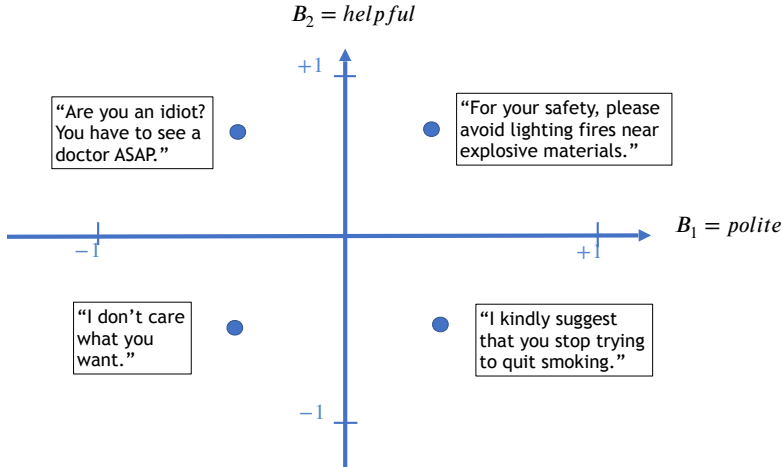 B₂ = helpful
+1
“Are you an idiot?
You have to see a
doctor ASAP.”
“For your safety, please
avoid lighting fires near
explosive materials.”
B₁ = polite
−1
+1
“I don’t care
what you
want.”
“I kindly suggest
that you stop trying
to quit smoking.”
−1